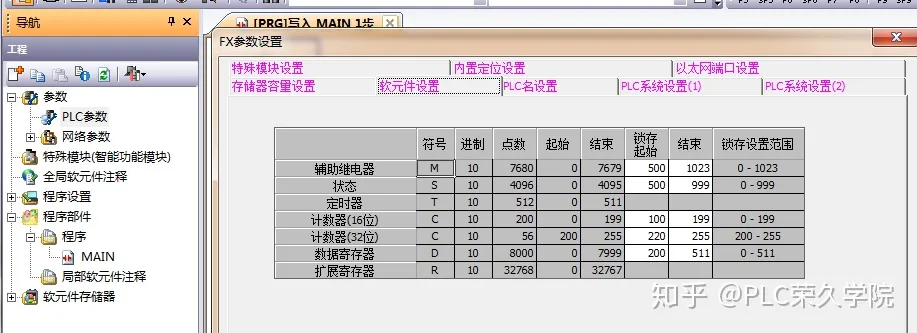 导航
[PRG]写入 MAIN 1步
工程
参数
PLC参数
网络参数
特殊模块(智能功能模块)
全局软元件注释
程序设置
程序部件
程序
MAIN
局部软元件注释
软元件存储器
FX参数设置
特殊模块设置 内置定位设置 以太网端口设置
存储器容量设置 软元件设置 PLC名设置 PLC系统设置(1) PLC系统设置(2)
符号 进制 点数 起始 结束 锁存起始 结束 锁存设置范围
辅助继电器 M 10 7680 0 7679 500 1023 0 - 1023
状态 S 10 4096 0 4095 500 999 0 - 999
定时器 T 10 512 0 511
计数器(16位) C 10 200 0 199 100 199 0 - 199
计数器(32位) C 10 56 200 255 220 255 200 - 255
数据寄存器 D 10 8000 0 7999 200 511 0 - 511
扩展寄存器 R 10 32768 0 32767
知乎 @PLC荣久学院